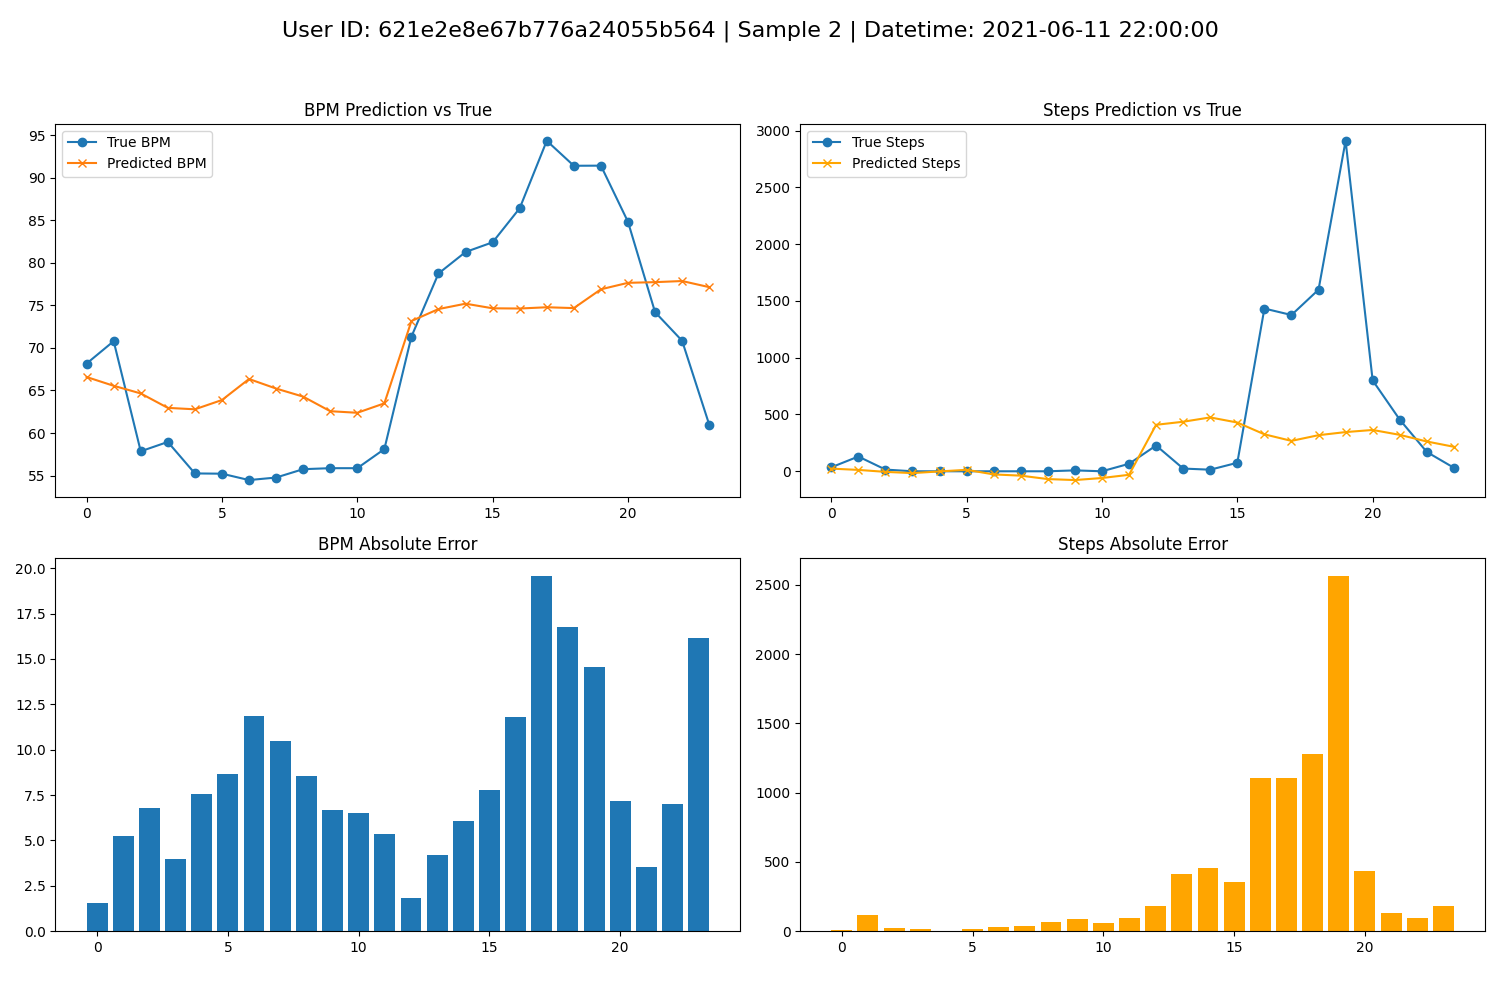 User ID: 621e2e8e67b776a24055b564 | Sample 2 | Datetime: 2021-06-11 22:00:00
BPM Prediction vs True
True BPM
Predicted BPM
95
90
85
80
75
70
65
60
55
0 5 10 15 20
Steps Prediction vs True
True Steps
Predicted Steps
3000
2500
2000
1500
1000
500
0
0 5 10 15 20
BPM Absolute Error
20.0
17.5
15.0
12.5
10.0
7.5
5.0
2.5
0.0
0 5 10 15 20
Steps Absolute Error
2500
2000
1500
1000
500
0
0 5 10 15 20